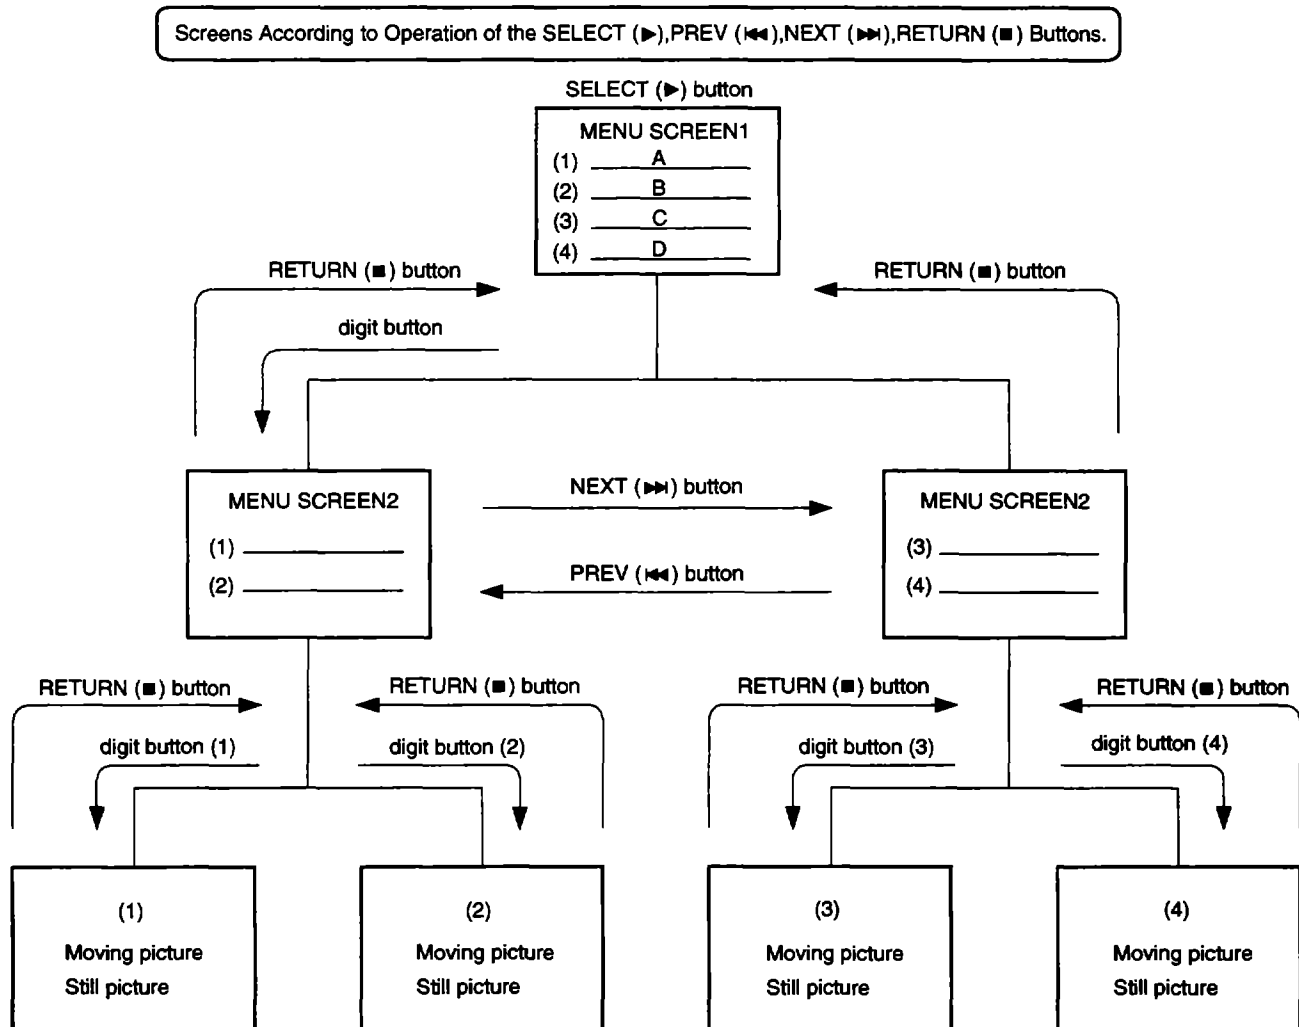 Screens According to Operation of the SELECT (▶),PREV (⏮),NEXT (⏭),RETURN (■) Buttons.
SELECT (▶) button
MENU SCREEN1
(1) A
(2) B
(3) C
(4) D
RETURN (■) button
RETURN (■) button
digit button
MENU SCREEN2
(1)
(2)
NEXT (⏭) button
PREV (⏮) button
MENU SCREEN2
(3)
(4)
RETURN (■) button
RETURN (■) button
RETURN (■) button
RETURN (■) button
digit button (1)
digit button (2)
digit button (3)
digit button (4)
(1)
Moving picture
Still picture
(2)
Moving picture
Still picture
(3)
Moving picture
Still picture
(4)
Moving picture
Still picture